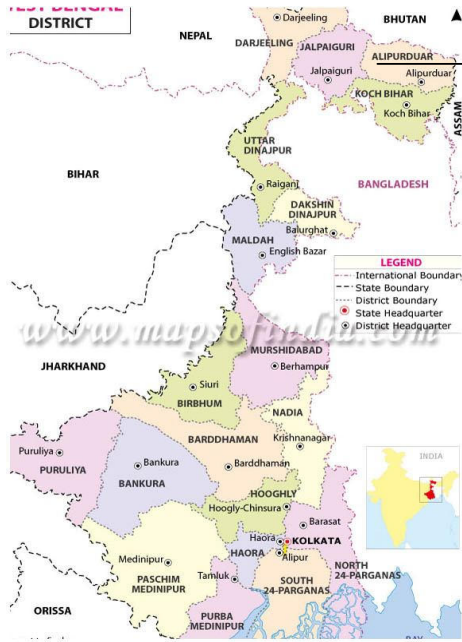 WEST BENGAL
DISTRICT
Darjeeling
NEPAL
BHUTAN
DARJEELING
JALPAIGURI
ALIPURDUAR
Jalpaiguri
Alipurduar
KOCH BIHAR
Koch Bihar
ASSAM
UTTAR
DINAJPUR
BIHAR
Raiganj
BANGLADESH
DAKSHIN
DINAJPUR
Balurghat
MALDAH
English Bazar
LEGEND
International Boundary
State Boundary
District Boundary
State Headquarter
District Headquarter
www.mapsofindia.com
MURSHIDABAD
JHARKHAND
Berhampur
Siuri
BIRBHUM
NADIA
BARDDHAMAN
Krishnanagar
Puruliya
PURULIYA
Bankura
Barddhaman
BANKURA
INDIA
HOOGHLY
Hoogly-Chinsura
Barasat
Haora
KOLKATA
HAORA
Alipur
Medinipur
NORTH
24-PARGANAS
PASCHIM
MEDINIPUR
Tamluk
SOUTH
24-PARGANAS
ORISSA
PURBA
MEDINIPUR
BAY